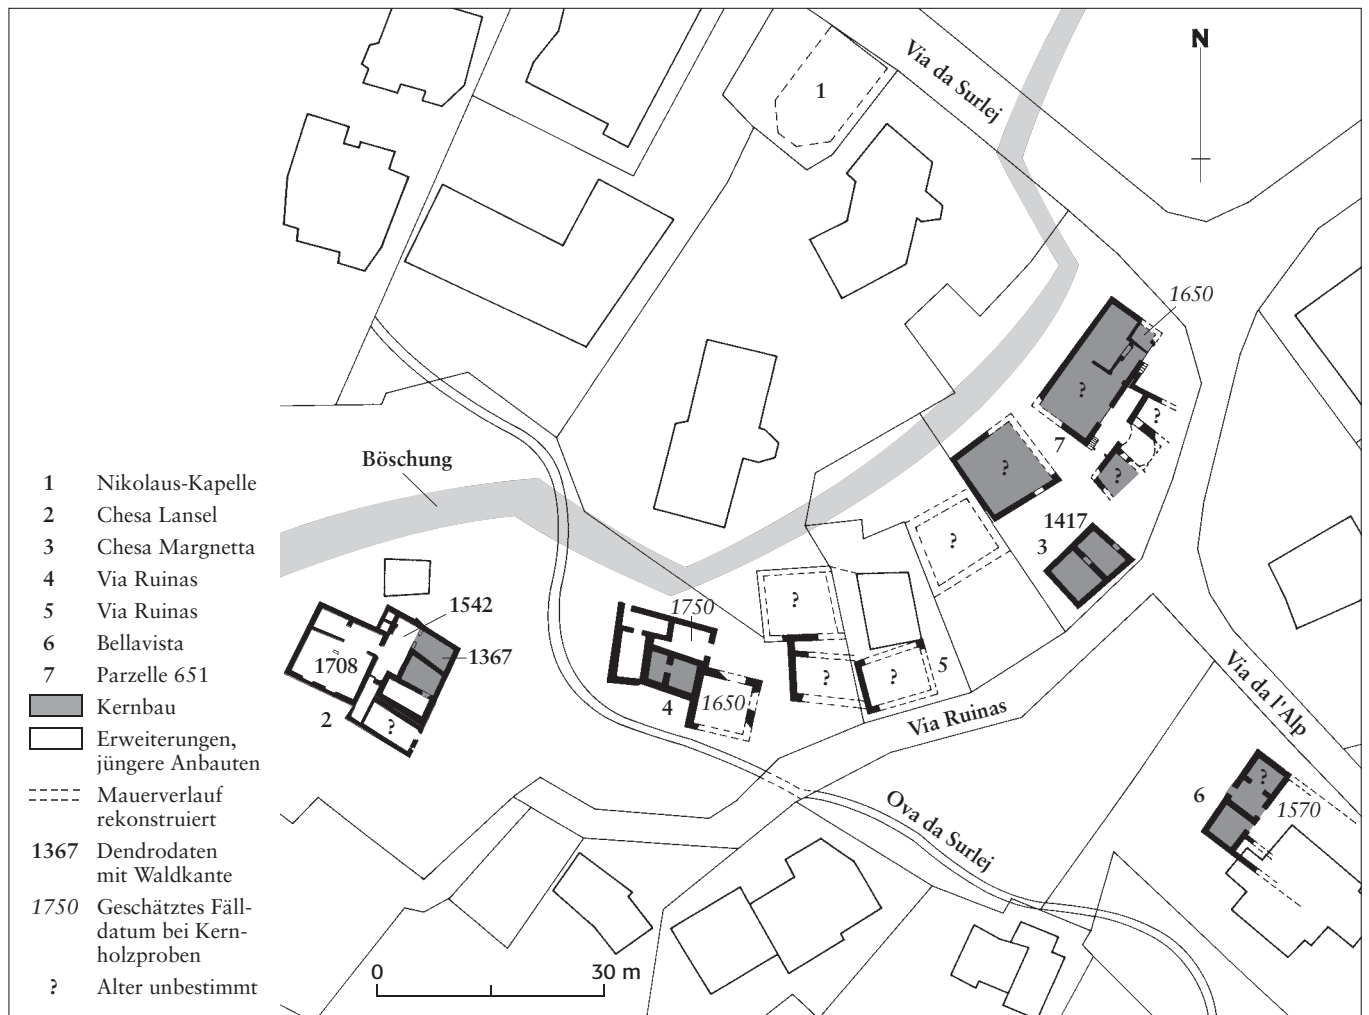 N
Via da Surlej
1
1650
?
?
7
?
?
1417
3
?
Böschung
1 Nikolaus-Kapelle
2 Chesa Lansel
3 Chesa Margnetta
4 Via Ruinas
5 Via Ruinas
6 Bellavista
7 Parzelle 651
Kernbau
Erweiterungen,
jüngere Anbauten
Mauerverlauf
rekonstruiert
1367 Dendrodaten
mit Waldkante
1750 Geschätztes Fäll-
datum bei Kern-
holzproben
? Alter unbestimmt
1542
1708
1367
2
?
1750
4
1650
?
?
?
5
Via Ruinas
Via da l'Alp
Ova da Surlej
6
?
1570
0 30 m